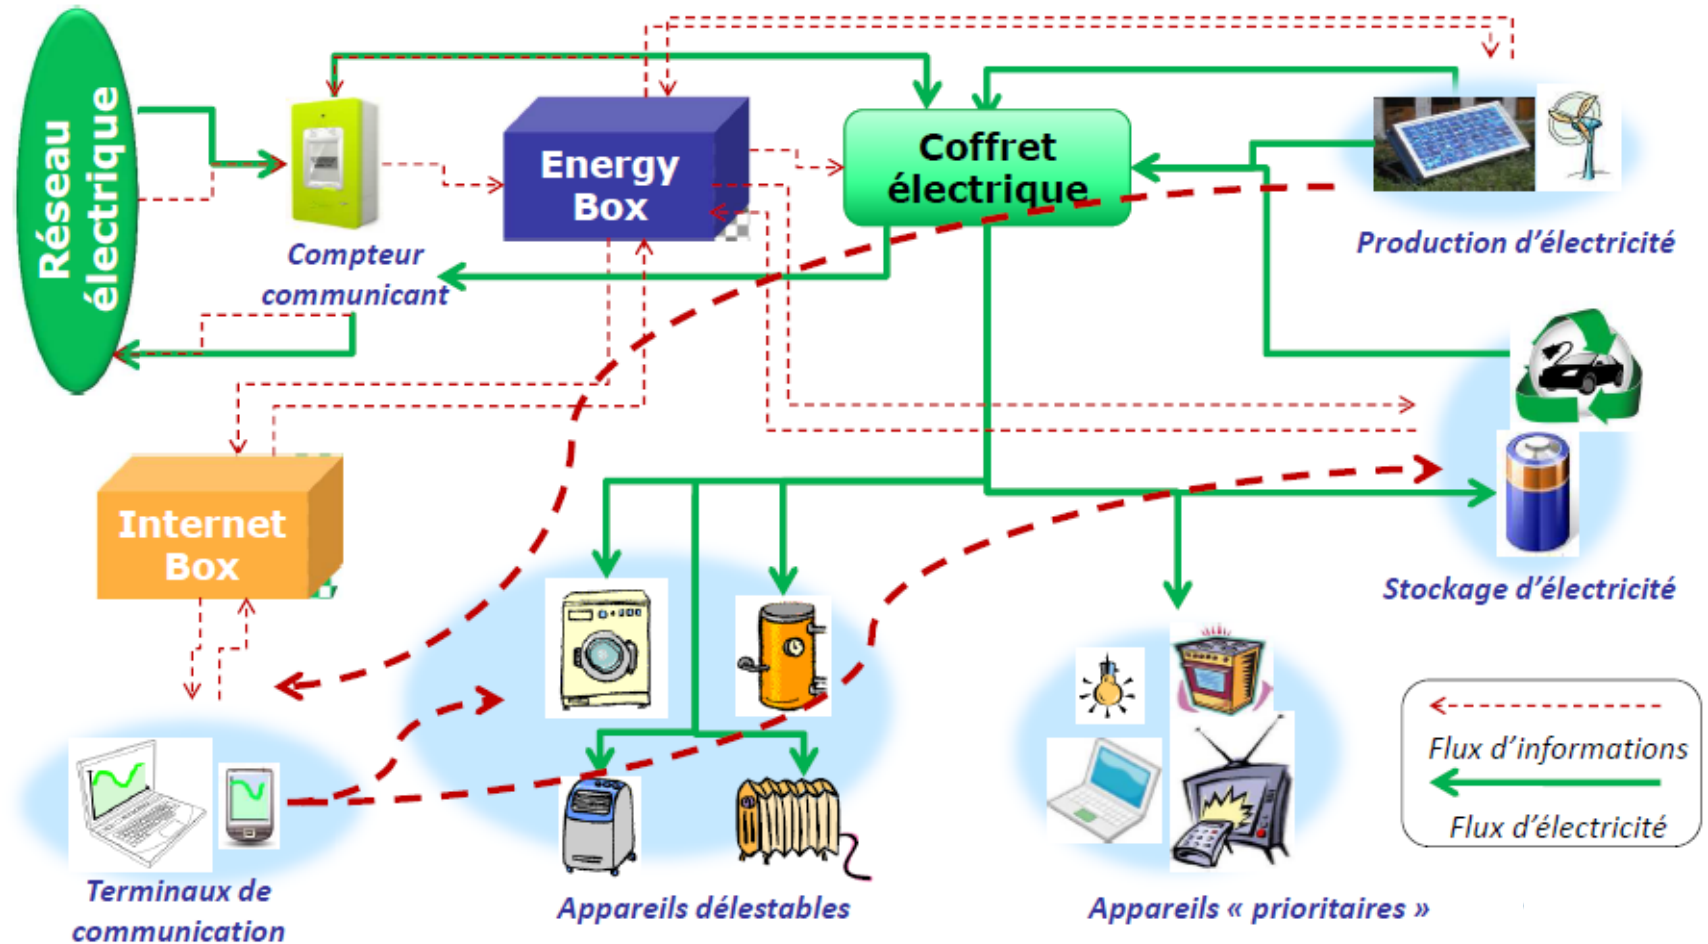 Réseau
électrique
Compteur
communicant
Energy
Box
Coffret
électrique
Production d’électricité
Internet
Box
Stockage d’électricité
Flux d’informations
Flux d’électricité
Terminaux de
communication
Appareils délestables
Appareils « prioritaires »